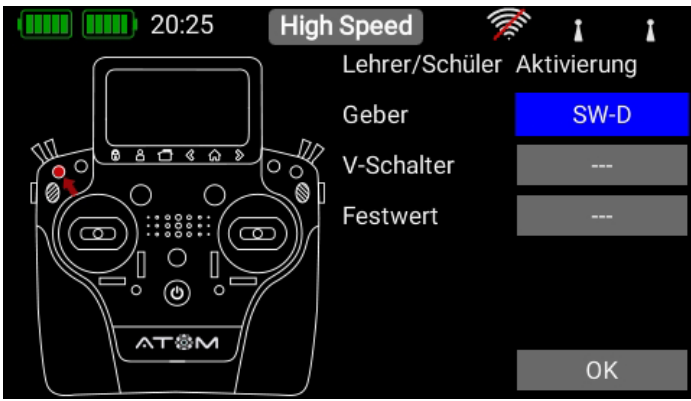 20:25
High Speed
Lehrer/Schüler Aktivierung
Geber SW-D
V-Schalter ---
Festwert ---
ATOM
OK